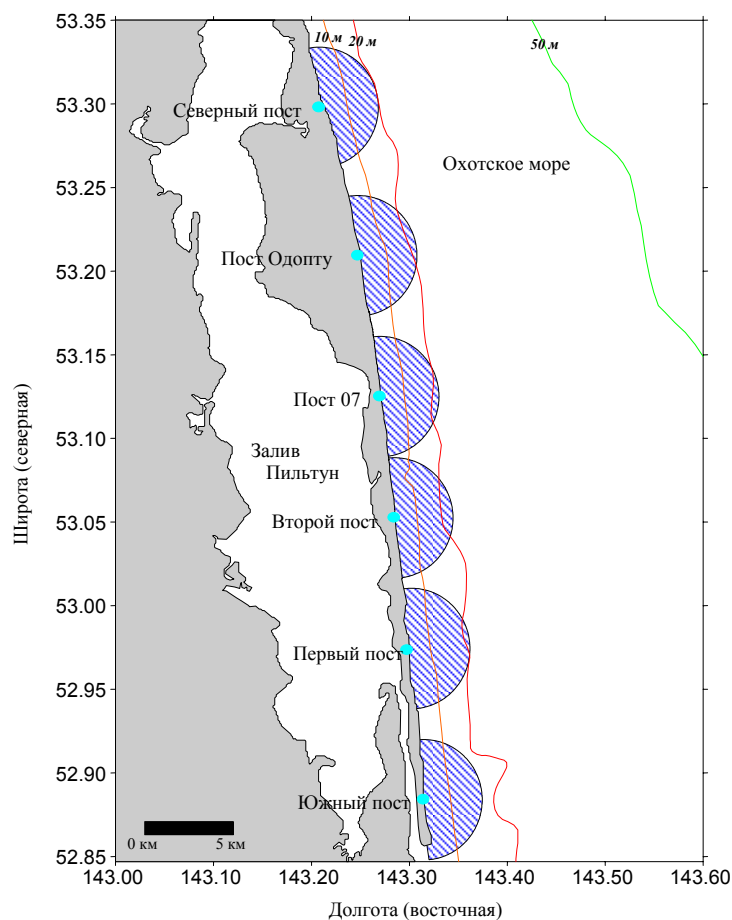 53.35
10 м 20 м
50 м
53.30
Северный пост
Охотское море
53.25
Пост Одопту
53.20
53.15
Пост 07
53.10
Залив
Пильтун
Широта (северная)
53.05
Второй пост
53.00
Первый пост
52.95
52.90
Южный пост
0 км 5 км
52.85
143.00 143.10 143.20 143.30 143.40 143.50 143.60
Долгота (восточная)